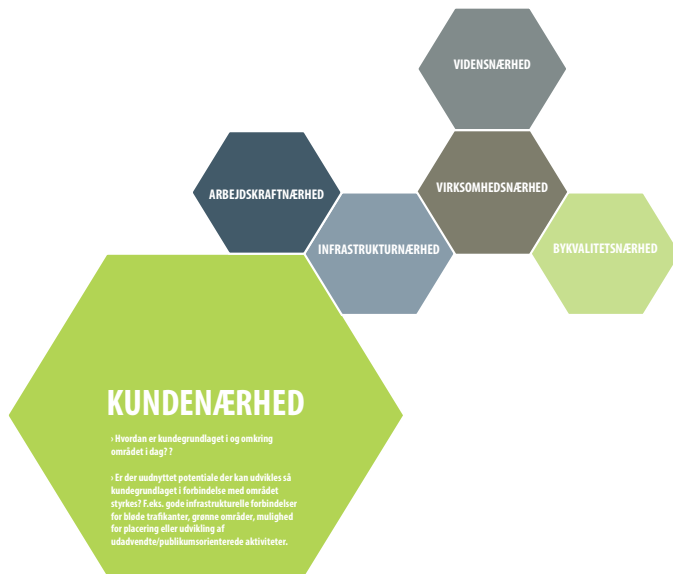 VIDENSNÆRHED
ARBEJDSKRAFTNÆRHED
VIRKSOMHEDSNÆRHED
INFRASTRUKTURNÆRHED
BYKVALITETSNÆRHED
KUNDENÆRHED
› Hvordan er kundegrundlaget i og omkring
området i dag? ?
› Er der uudnyttet potentiale der kan udvikles så
kundegrundlaget i forbindelse med området
styrkes? F.eks. gode infrastrukturelle forbindelser
for bløde trafikanter, grønne områder, mulighed
for placering eller udvikling af
udadvendte/publikumsorienterede aktiviteter.